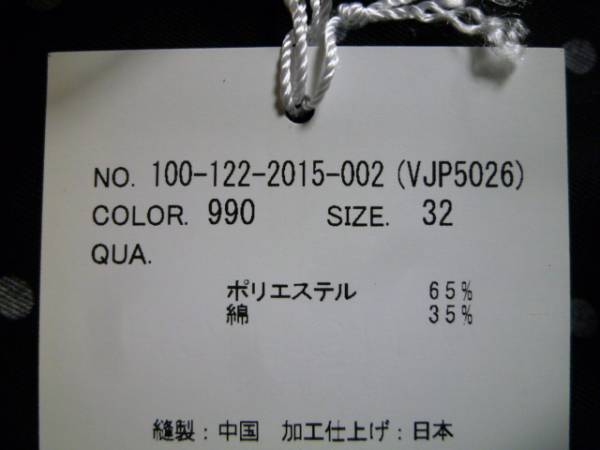 NO. 100-122-2015-002 (VJP5026)
COLOR. 990 SIZE. 32
QUA.
ポリエステル 65%
綿 35%
縫製:中国 加工仕上げ:日本